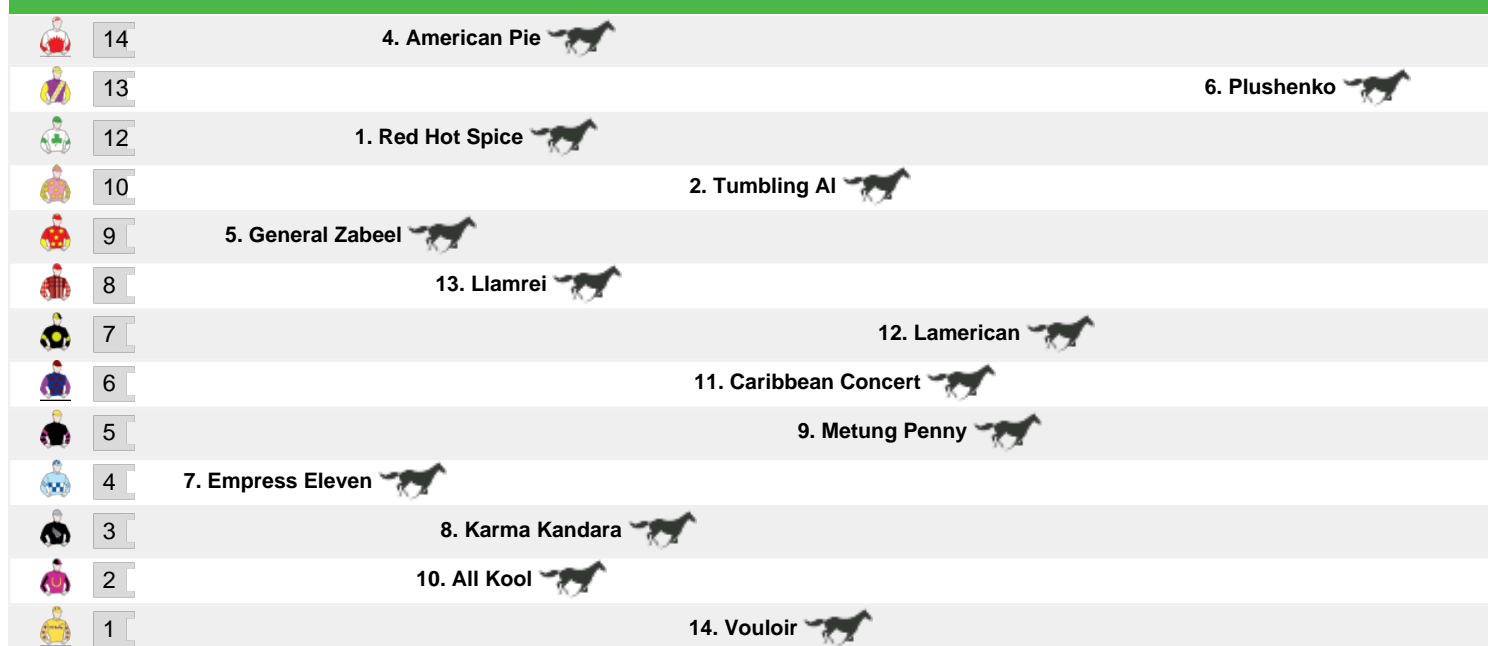 14 4. American Pie
13 6. Plushenko
12 1. Red Hot Spice
10 2. Tumbling Al
9 5. General Zabeel
8 13. Llamrei
7 12. Lamerican
6 11. Caribbean Concert
5 9. Metung Penny
4 7. Empress Eleven
3 8. Karma Kandara
2 10. All Kool
1 14. Vouloir